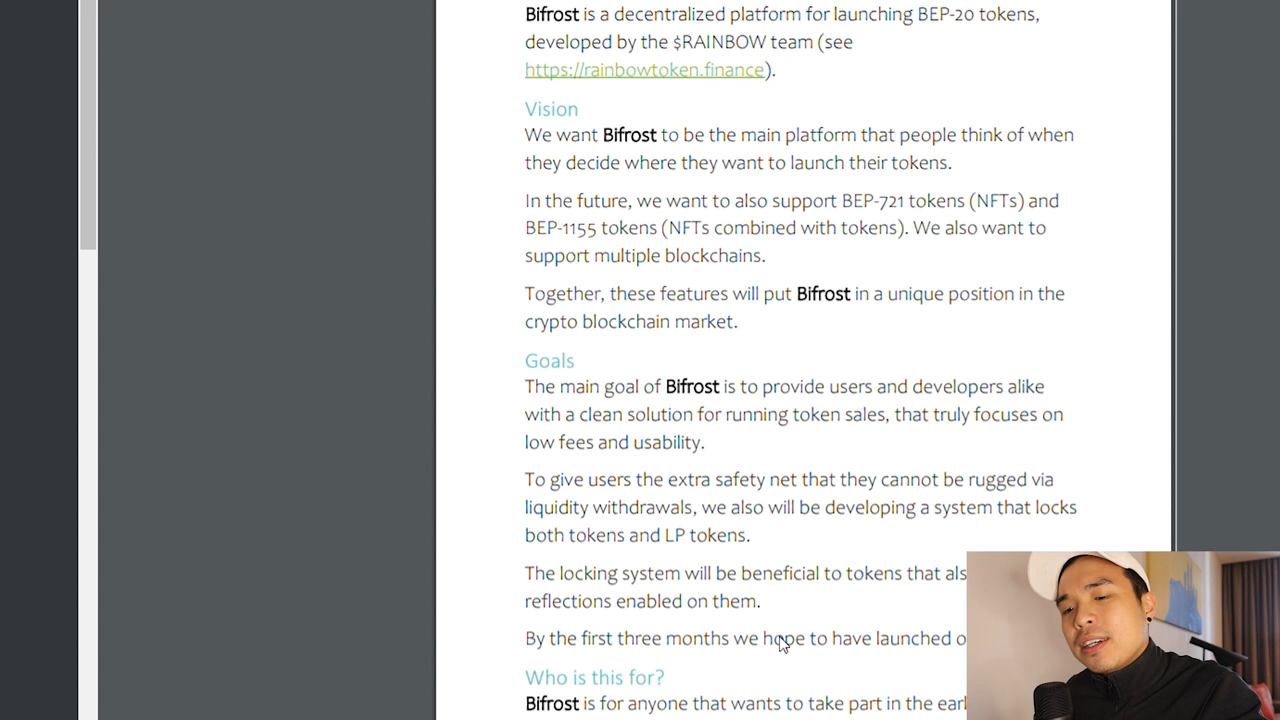 Bifrost is a decentralized platform for launching BEP-20 tokens,
developed by the $RAINBOW team (see
https://rainbowtoken.finance).
Vision
We want Bifrost to be the main platform that people think of when
they decide where they want to launch their tokens.
In the future, we want to also support BEP-721 tokens (NFTs) and
BEP-1155 tokens (NFTs combined with tokens). We also want to
support multiple blockchains.
Together, these features will put Bifrost in a unique position in the
crypto blockchain market.
Goals
The main goal of Bifrost is to provide users and developers alike
with a clean solution for running token sales, that truly focuses on
low fees and usability.
To give users the extra safety net that they cannot be rugged via
liquidity withdrawals, we also will be developing a system that locks
both tokens and LP tokens.
The locking system will be beneficial to tokens that
reflections enabled on them.
By the first three months we hope to have launched
Who is this for?
Bifrost is for anyone that wants to take part in the